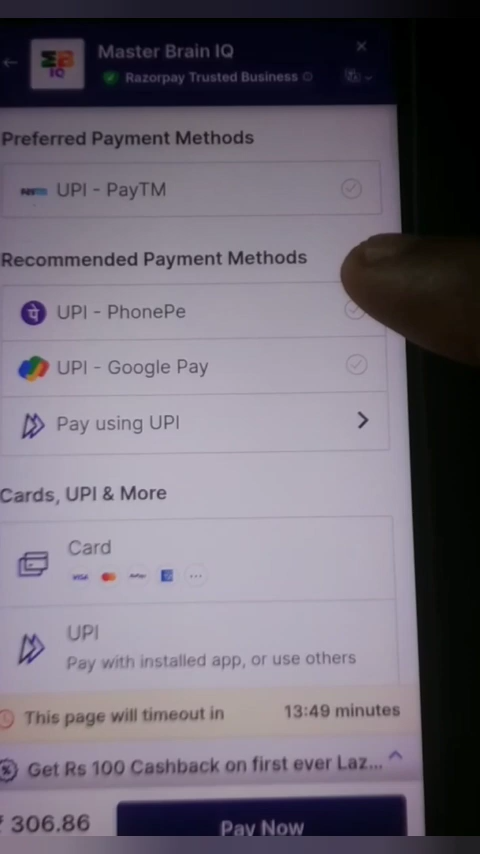 Master Brain IQ
Razorpay Trusted Business
Preferred Payment Methods
UPI - PayTM
Recommended Payment Methods
पे UPI - PhonePe
UPI - Google Pay
Pay using UPI
Cards, UPI & More
Card
VISA
UPI
Pay with installed app, or use others
This page will timeout in 13:49 minutes
Get Rs 100 Cashback on first ever Laz...
₹ 306.86 Pay Now